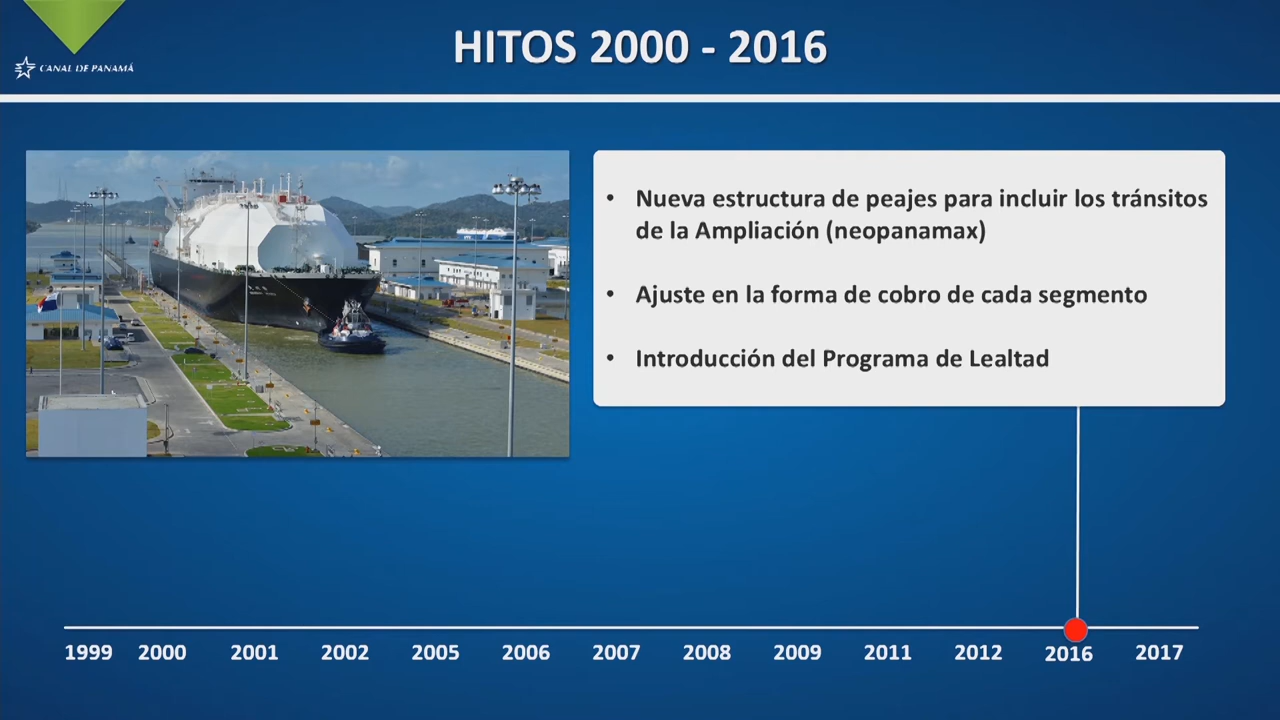 HITOS 2000 - 2016
CANAL DE PANAMÁ
• Nueva estructura de peajes para incluir los tránsitos
de la Ampliación (neopanamax)
• Ajuste en la forma de cobro de cada segmento
• Introducción del Programa de Lealtad
1999 2000 2001 2002 2005 2006 2007 2008 2009 2011 2012 2016 2017